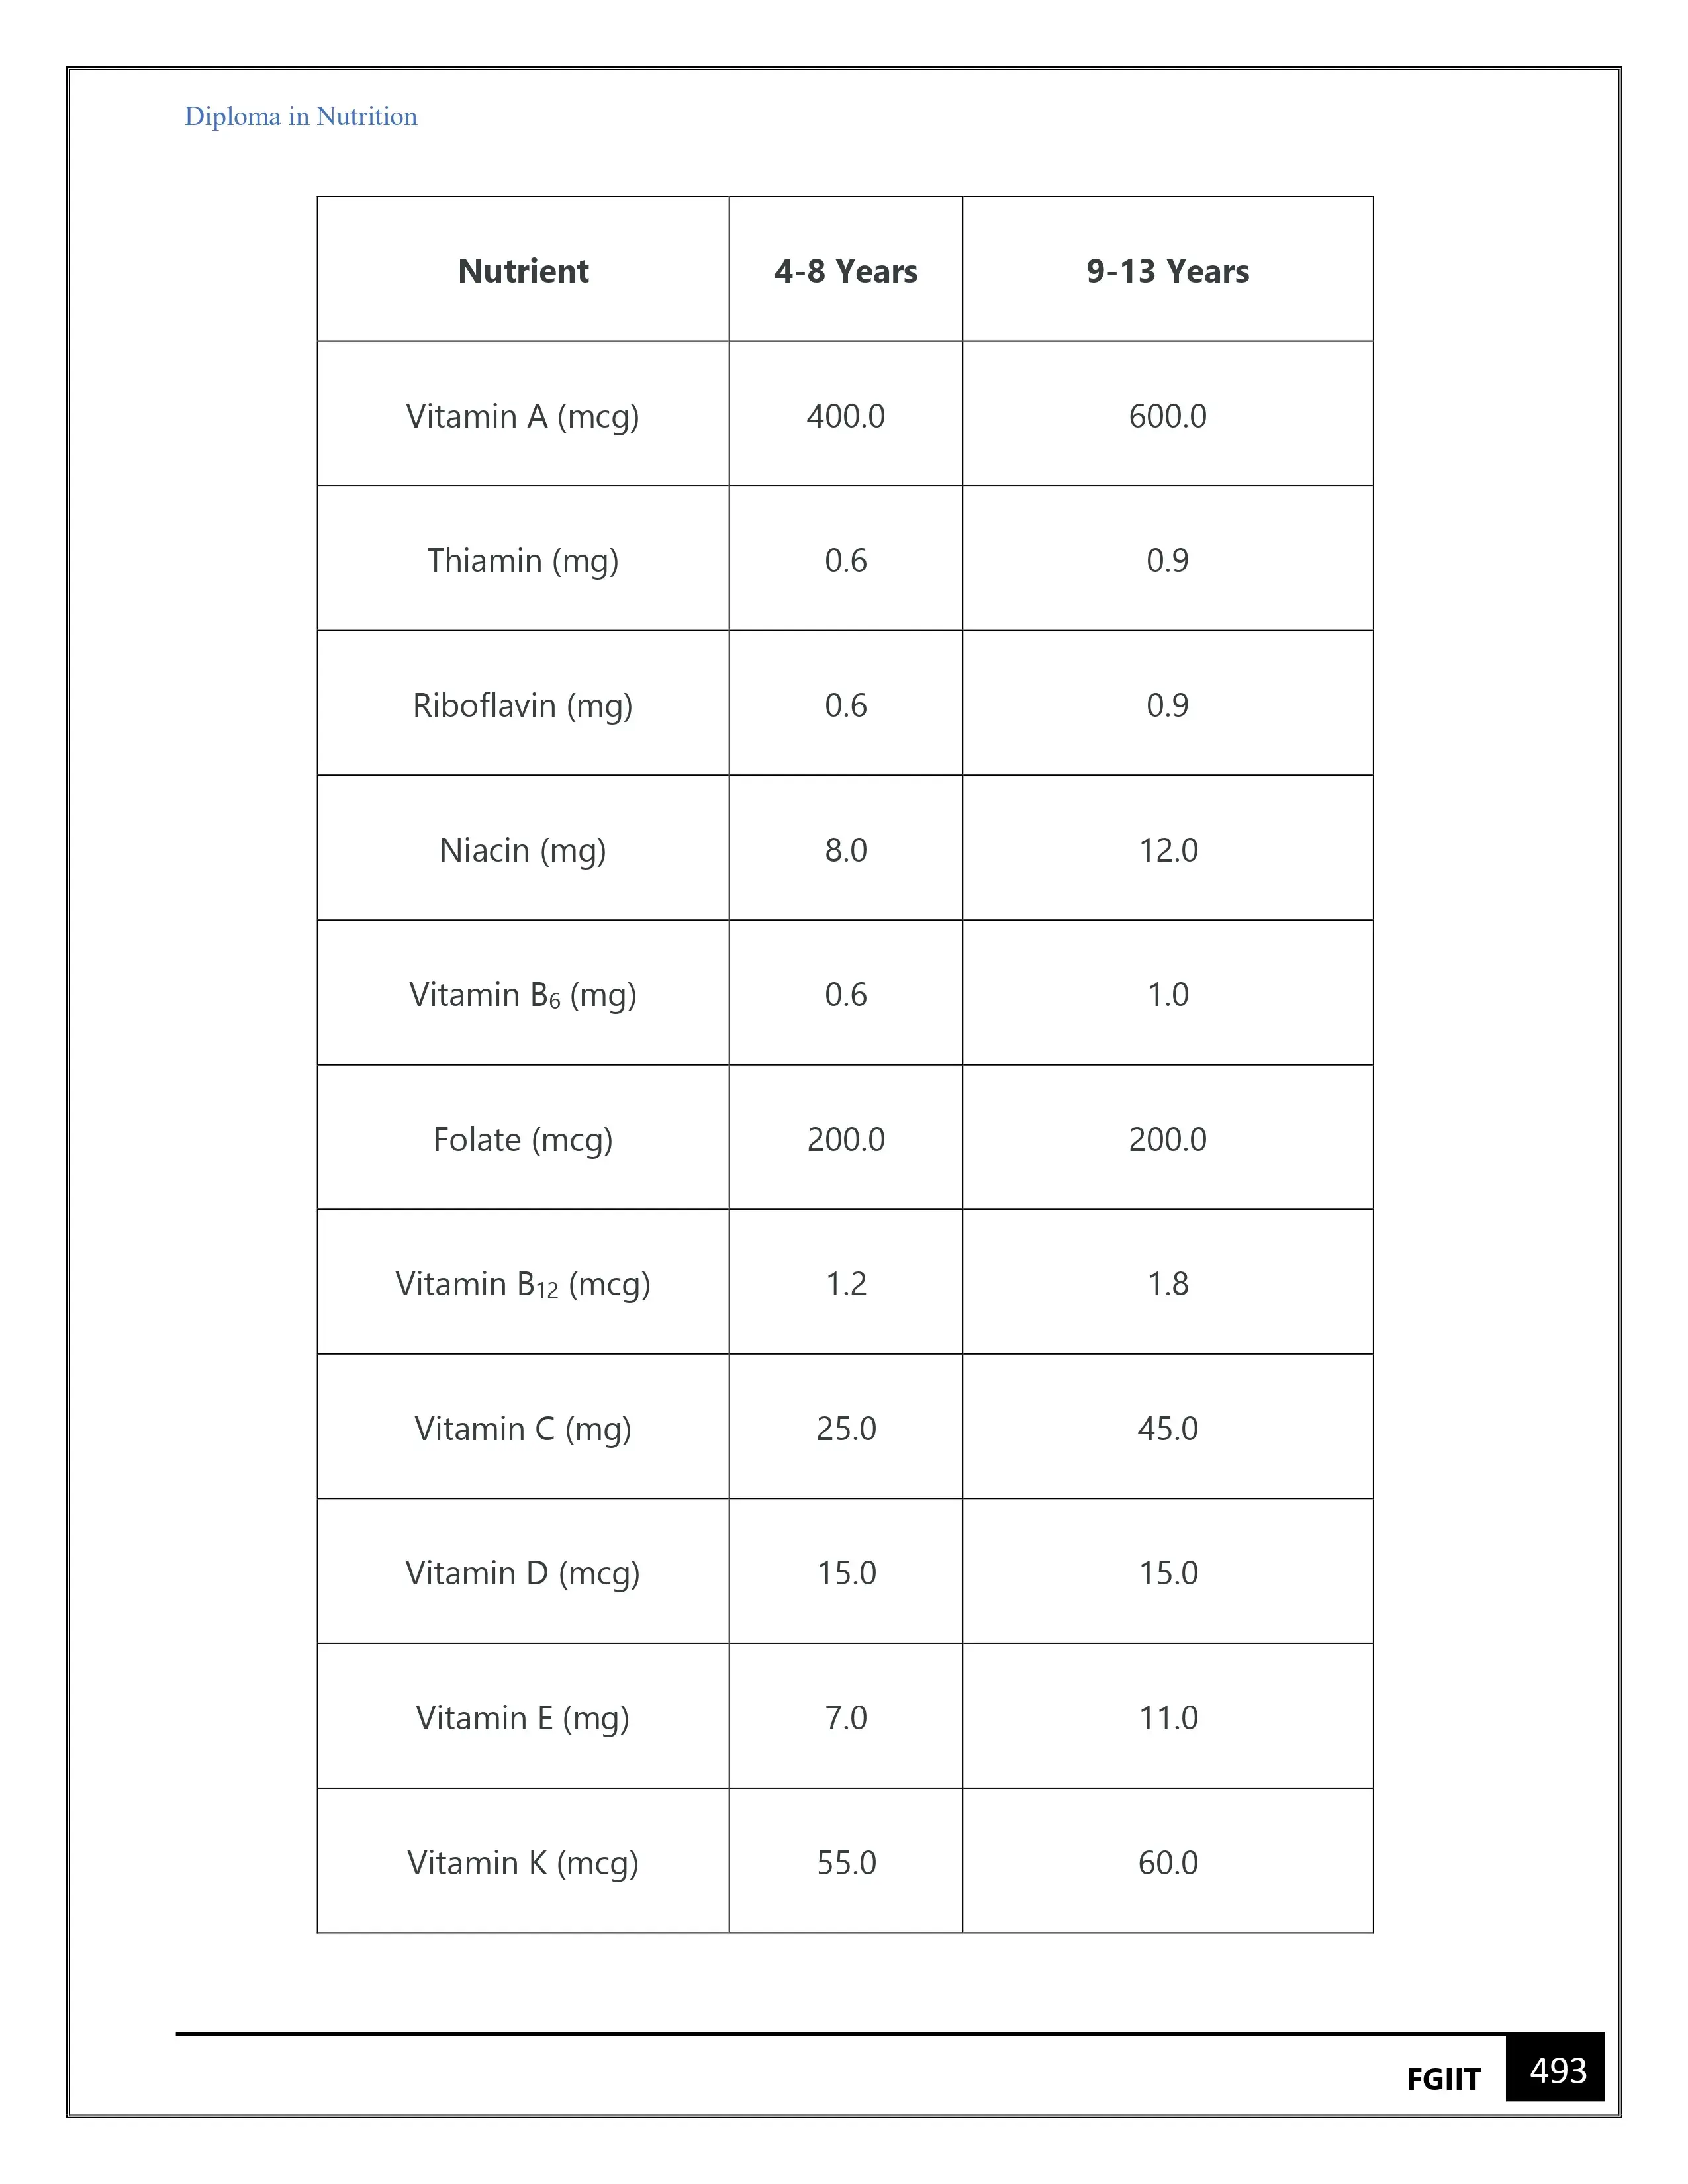 Diploma in Nutrition
Nutrient 4-8 Years 9-13 Years
Vitamin A (mcg) 400.0 600.0
Thiamin (mg) 0.6 0.9
Riboflavin (mg) 0.6 0.9
Niacin (mg) 8.0 12.0
Vitamin B₆ (mg) 0.6 1.0
Folate (mcg) 200.0 200.0
Vitamin B₁₂ (mcg) 1.2 1.8
Vitamin C (mg) 25.0 45.0
Vitamin D (mcg) 15.0 15.0
Vitamin E (mg) 7.0 11.0
Vitamin K (mcg) 55.0 60.0
FGIIT 493